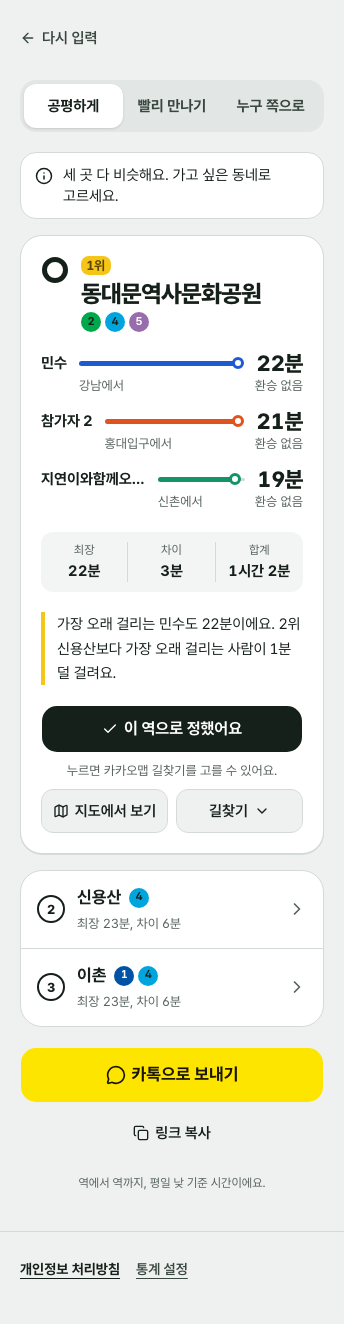 다시 입력
공평하게 빨리 만나기 누구 쪽으로
세 곳 다 비슷해요. 가고 싶은 동네로
고르세요.
1위
동대문역사문화공원
2 4 5
민수 22분
강남에서 환승 없음
참가자 2 21분
홍대입구에서 환승 없음
지연이와함께오... 19분
신촌에서 환승 없음
최장 차이 합계
22분 3분 1시간 2분
가장 오래 걸리는 민수도 22분이에요. 2위
신용산보다 가장 오래 걸리는 사람이 1분
덜 걸려요.
이 역으로 정했어요
누르면 카카오맵 길찾기를 고를 수 있어요.
지도에서 보기 길찾기
2 신용산 4
최장 23분, 차이 6분
3 이촌 1 4
최장 23분, 차이 6분
카톡으로 보내기
링크 복사
역에서 역까지, 평일 낮 기준 시간이에요.
개인정보 처리방침 통계 설정